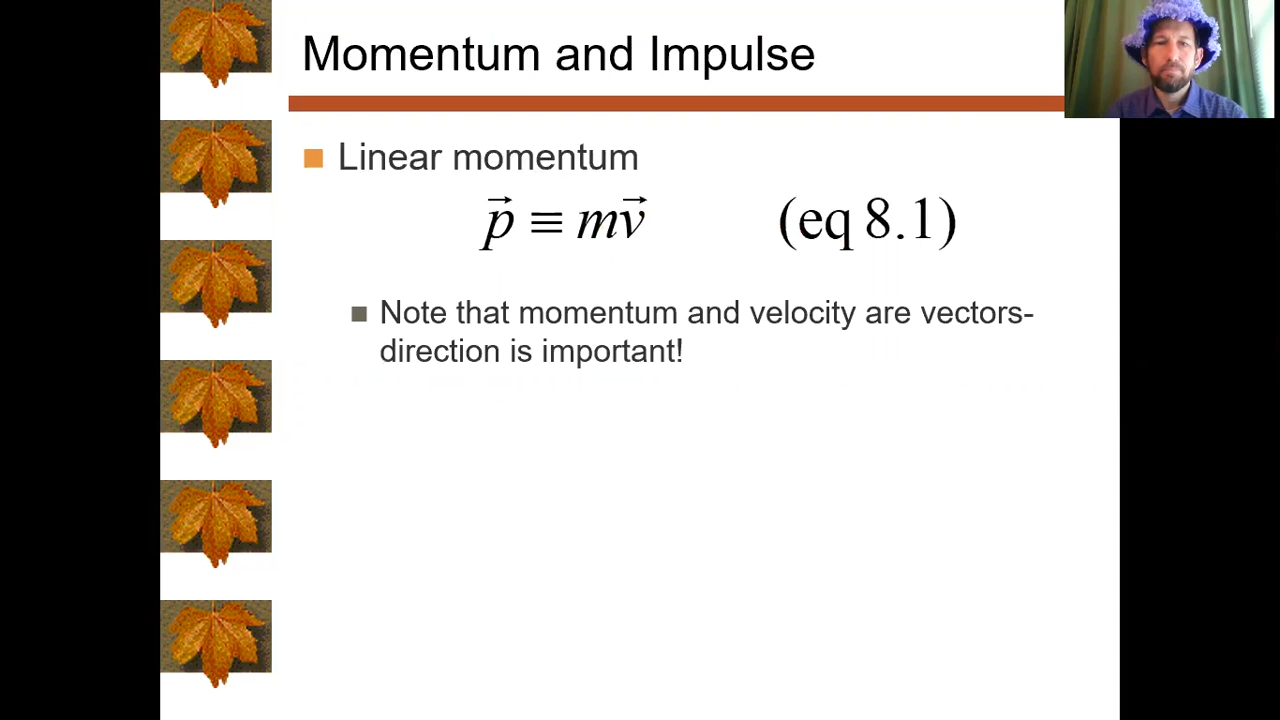 Momentum and Impulse
Linear momentum
p⃗ ≡ mv⃗ (eq 8.1)
Note that momentum and velocity are vectors-
direction is important!